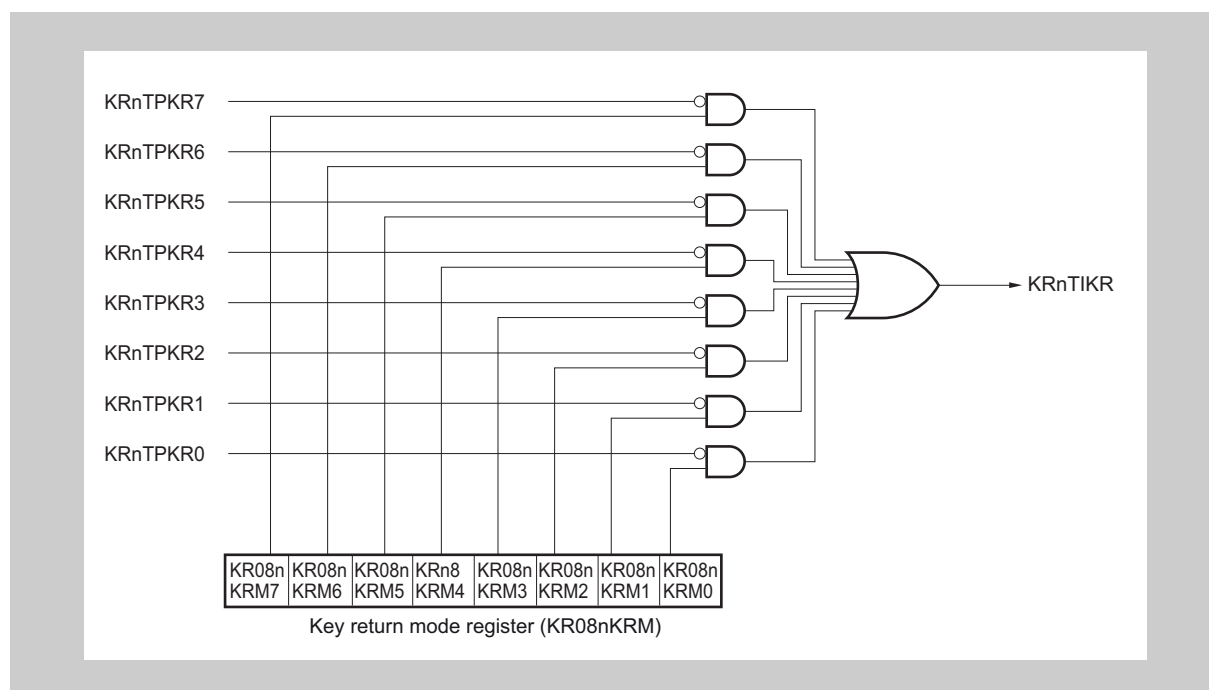 KRnTPKR7
KRnTPKR6
KRnTPKR5
KRnTPKR4
KRnTPKR3
KRnTPKR2
KRnTPKR1
KRnTPKR0
KRnTIKR
KR08n KR08n KR08n KRn8 KR08n KR08n KR08n KR08n
KRM7 KRM6 KRM5 KRM4 KRM3 KRM2 KRM1 KRM0
Key return mode register (KR08nKRM)